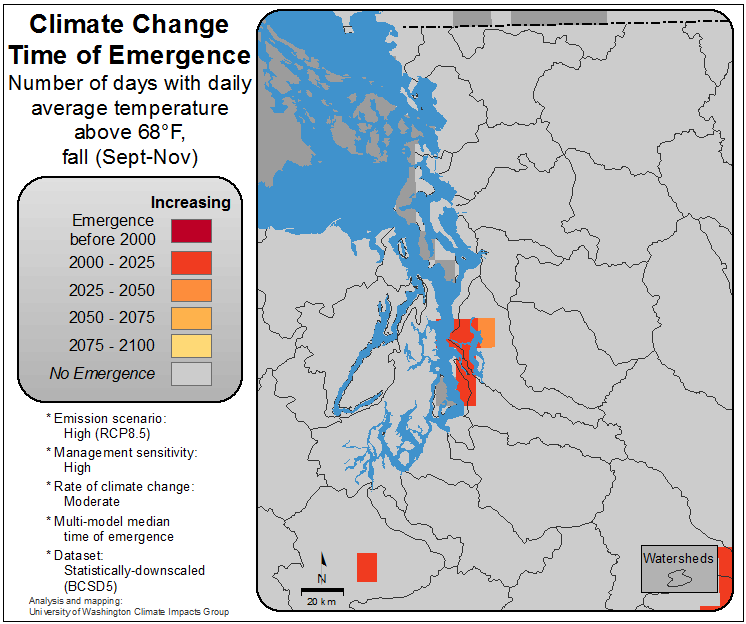 Climate Change
Time of Emergence
Number of days with daily
average temperature
above 68°F,
fall (Sept-Nov)
Increasing
Emergence
before 2000
2000 - 2025
2025 - 2050
2050 - 2075
2075 - 2100
No Emergence
* Emission scenario:
High (RCP8.5)
* Management sensitivity:
High
* Rate of climate change:
Moderate
* Multi-model median
time of emergence
* Dataset:
Statistically-downscaled
(BCSD5)
Analysis and mapping:
University of Washington Climate Impacts Group
N
20 km
Watersheds